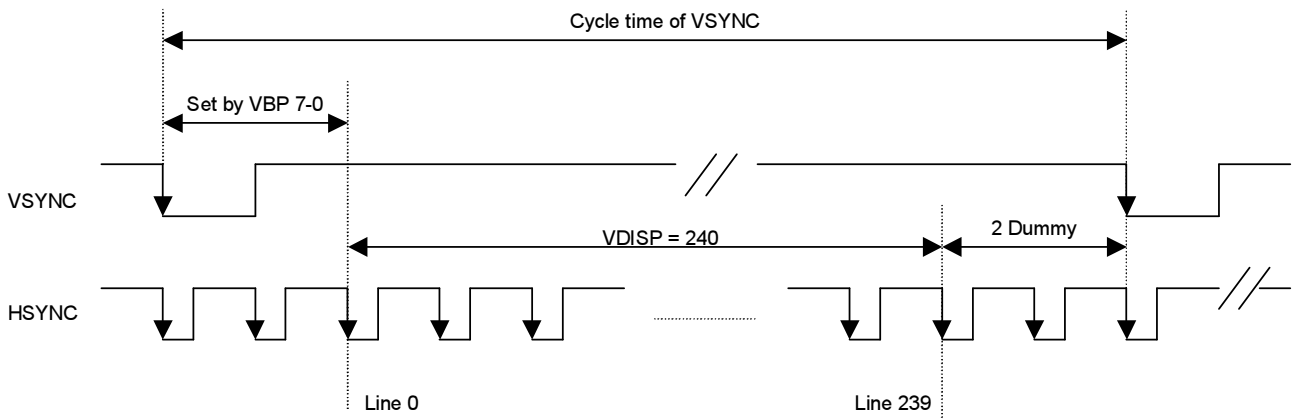 Cycle time of VSYNC
Set by VBP 7-0
VSYNC
VDISP = 240
2 Dummy
HSYNC
Line 0
Line 239